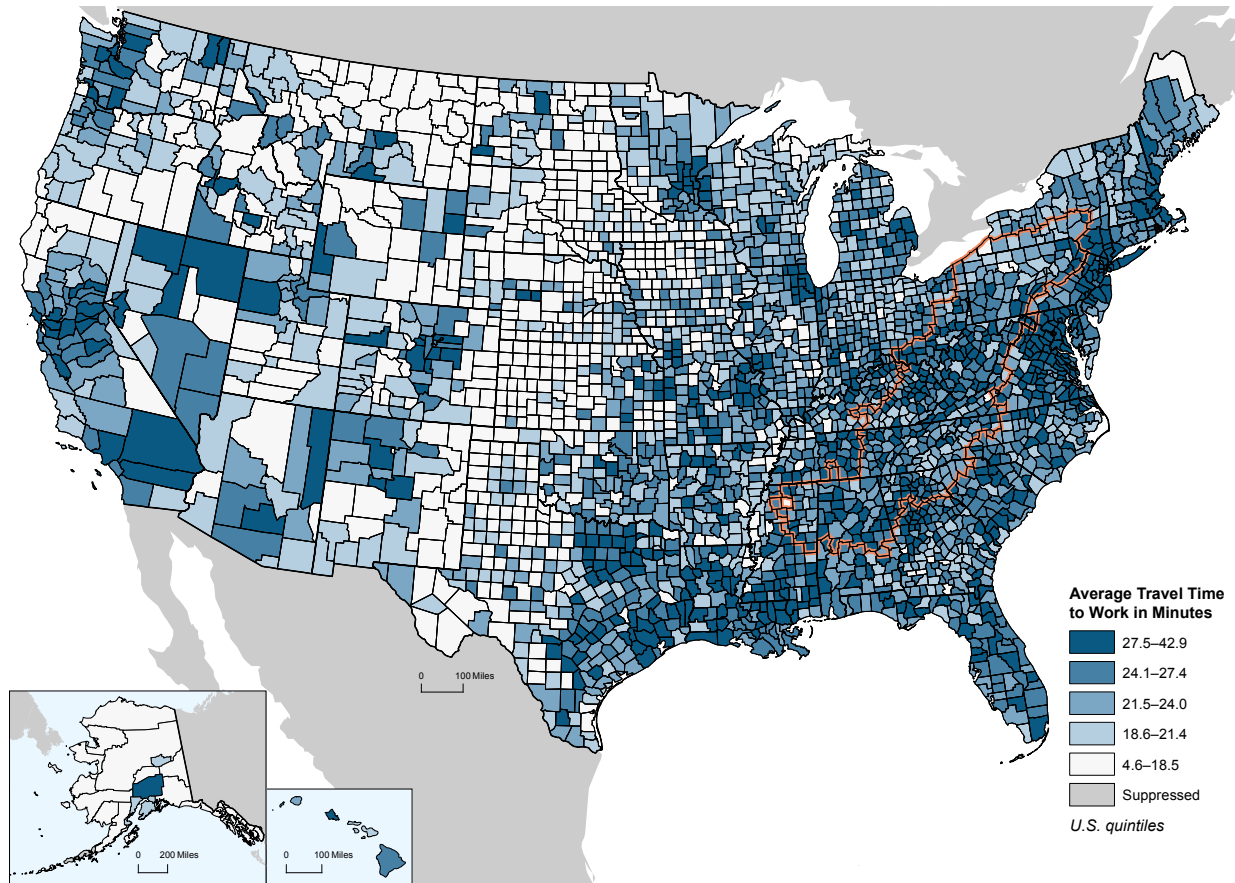 Average Travel Time
to Work in Minutes
27.5–42.9
24.1–27.4
21.5–24.0
18.6–21.4
4.6–18.5
Suppressed
U.S. quintiles
0 100 Miles
0 200 Miles
0 100 Miles